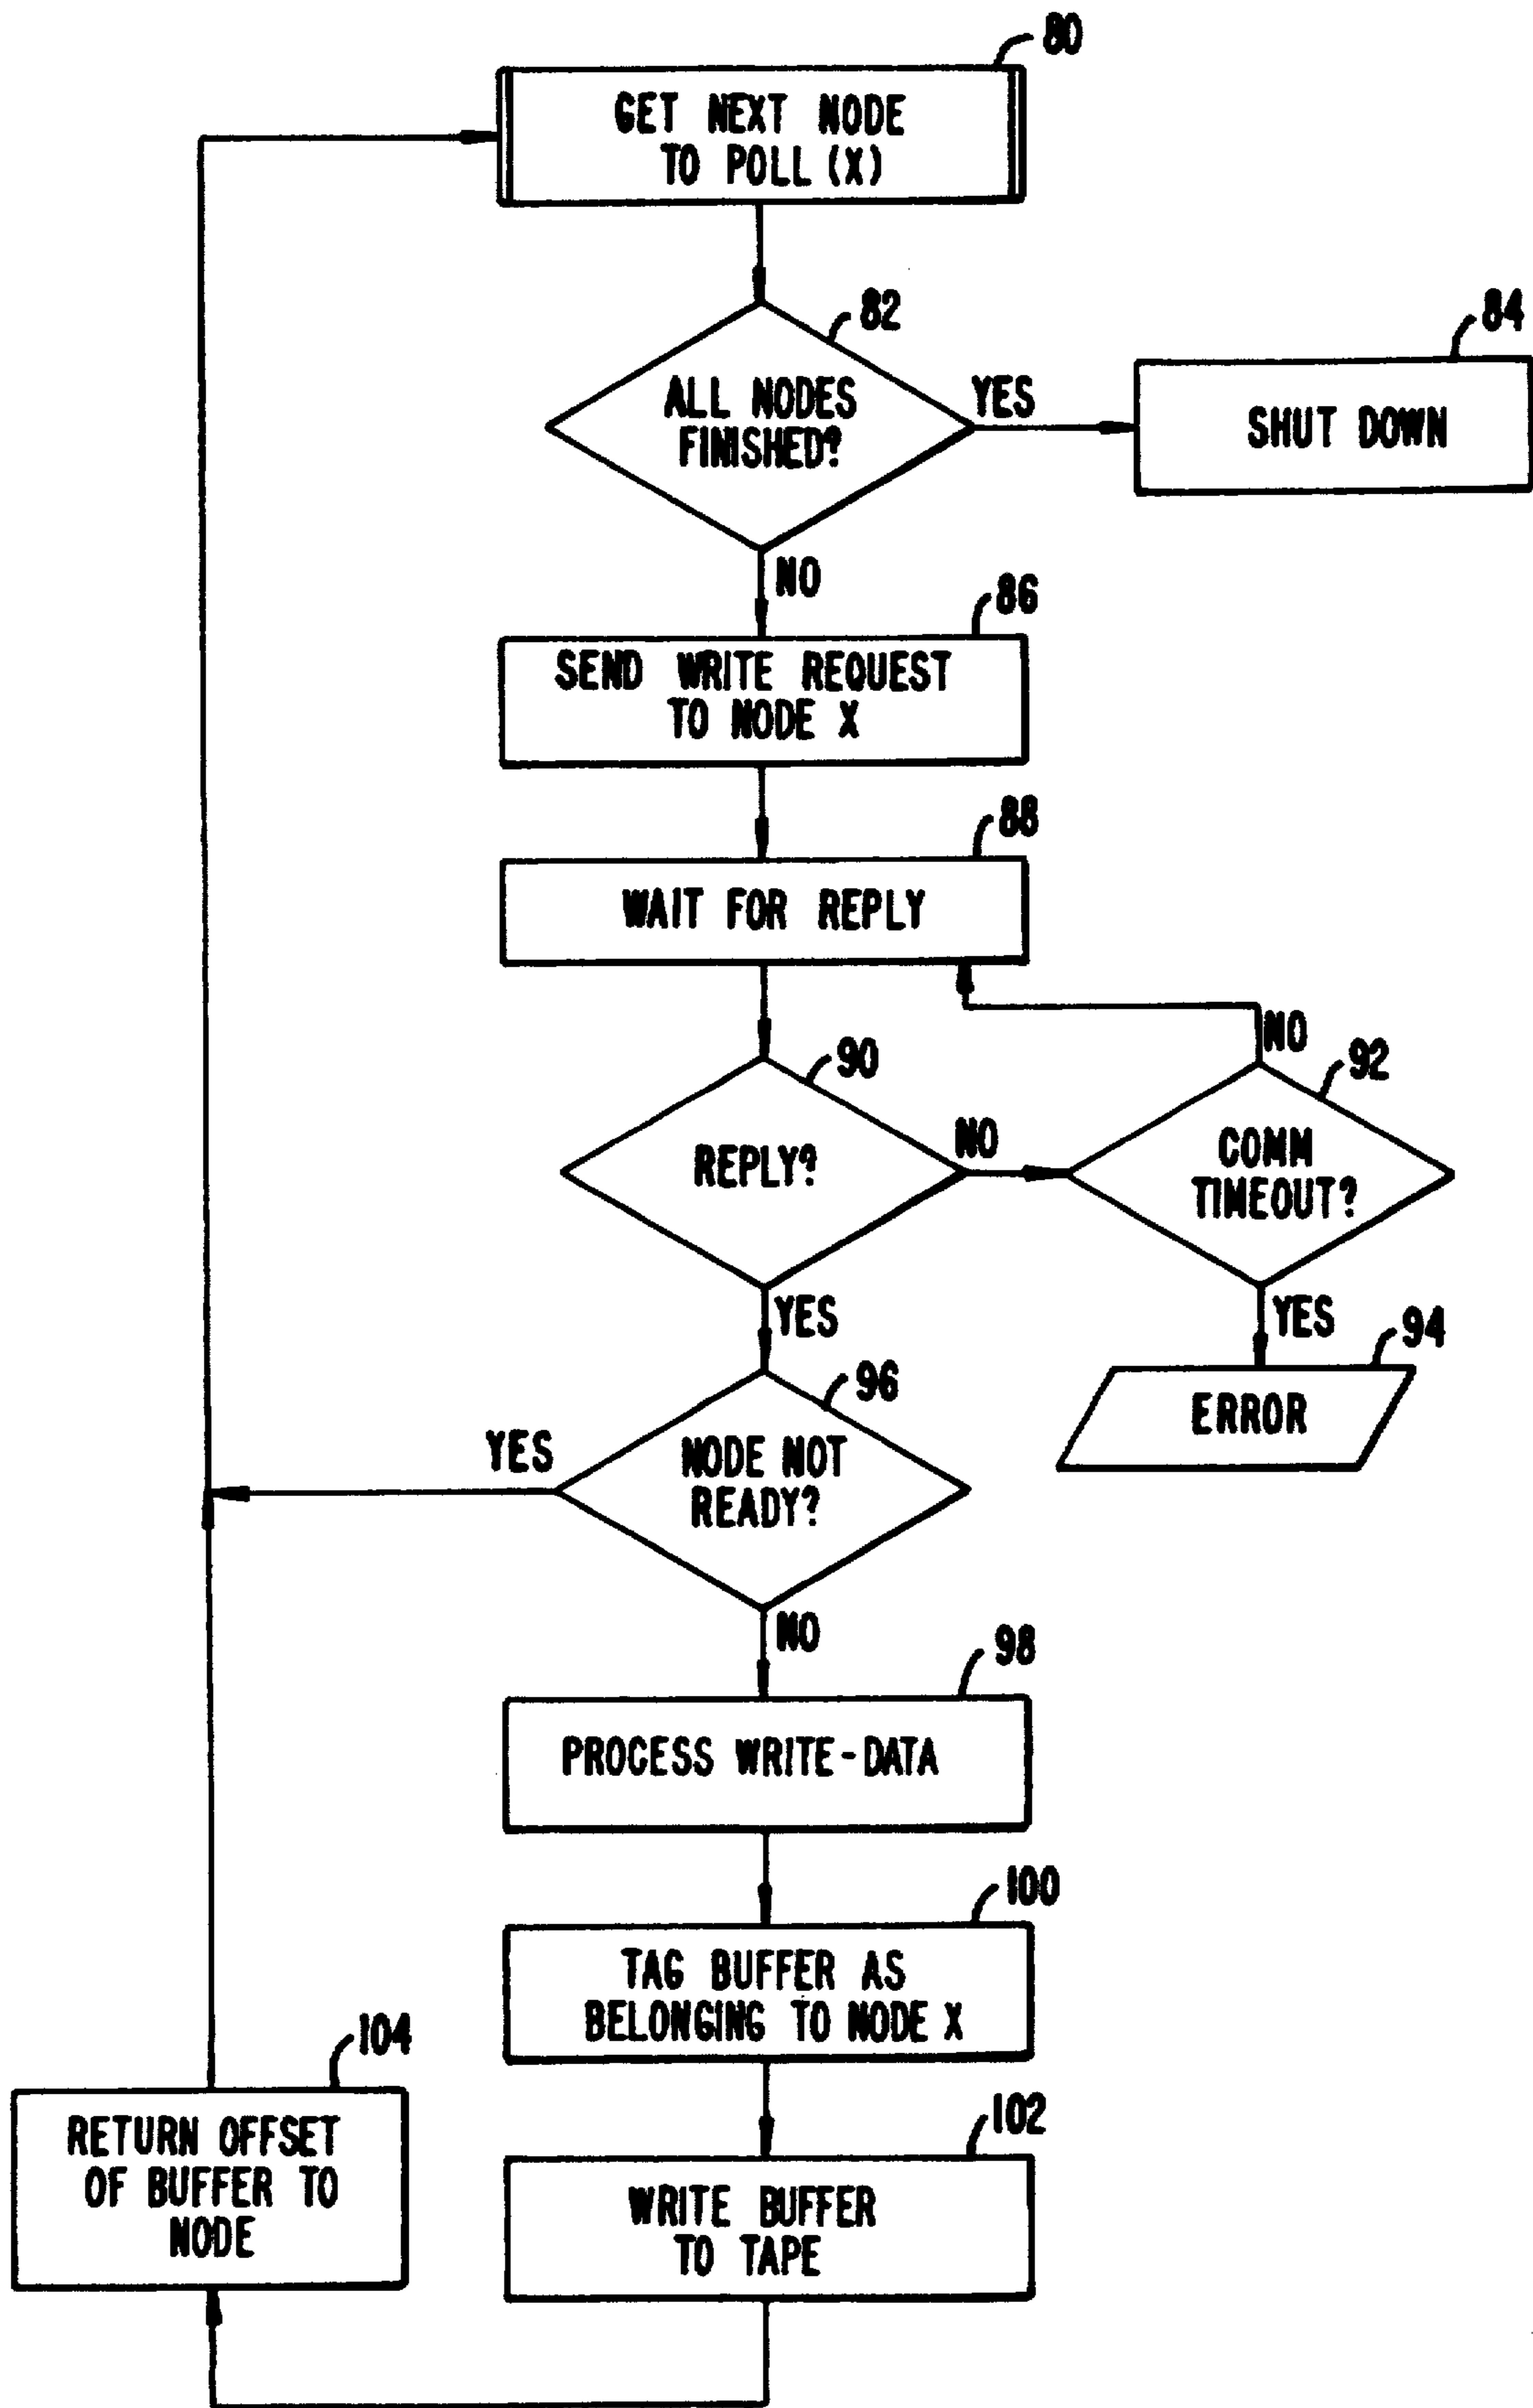 80
GET NEXT NODE
TO POLL (X)
82
ALL NODES
FINISHED?
YES
84
SHUT DOWN
NO
86
SEND WRITE REQUEST
TO NODE X
88
WAIT FOR REPLY
90
REPLY?
NO
NO
92
COMM
TIMEOUT?
YES
94
ERROR
YES
96
NODE NOT
READY?
YES
NO
98
PROCESS WRITE-DATA
100
TAG BUFFER AS
BELONGING TO NODE X
102
WRITE BUFFER
TO TAPE
104
RETURN OFFSET
OF BUFFER TO
NODE